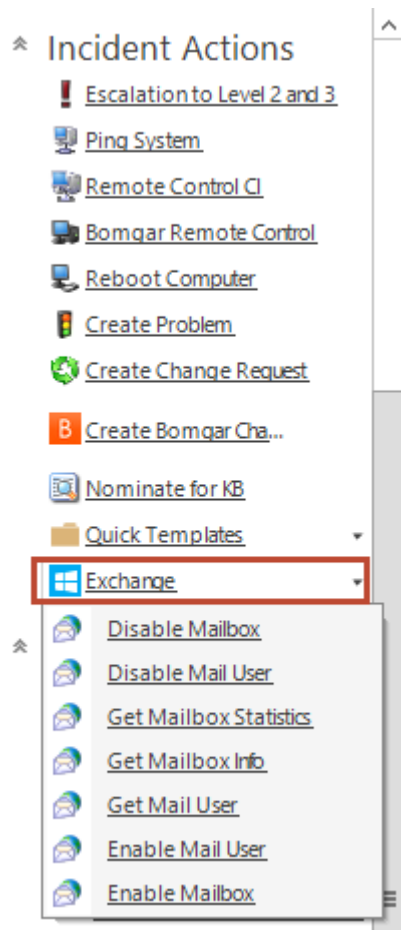 Incident Actions
Escalation to Level 2 and 3
Ping System
Remote Control CI
Bomgar Remote Control
Reboot Computer
Create Problem
Create Change Request
B Create Bomgar Cha...
Nominate for KB
Quick Templates
Exchange
Disable Mailbox
Disable Mail User
Get Mailbox Statistics
Get Mailbox Info
Get Mail User
Enable Mail User
Enable Mailbox